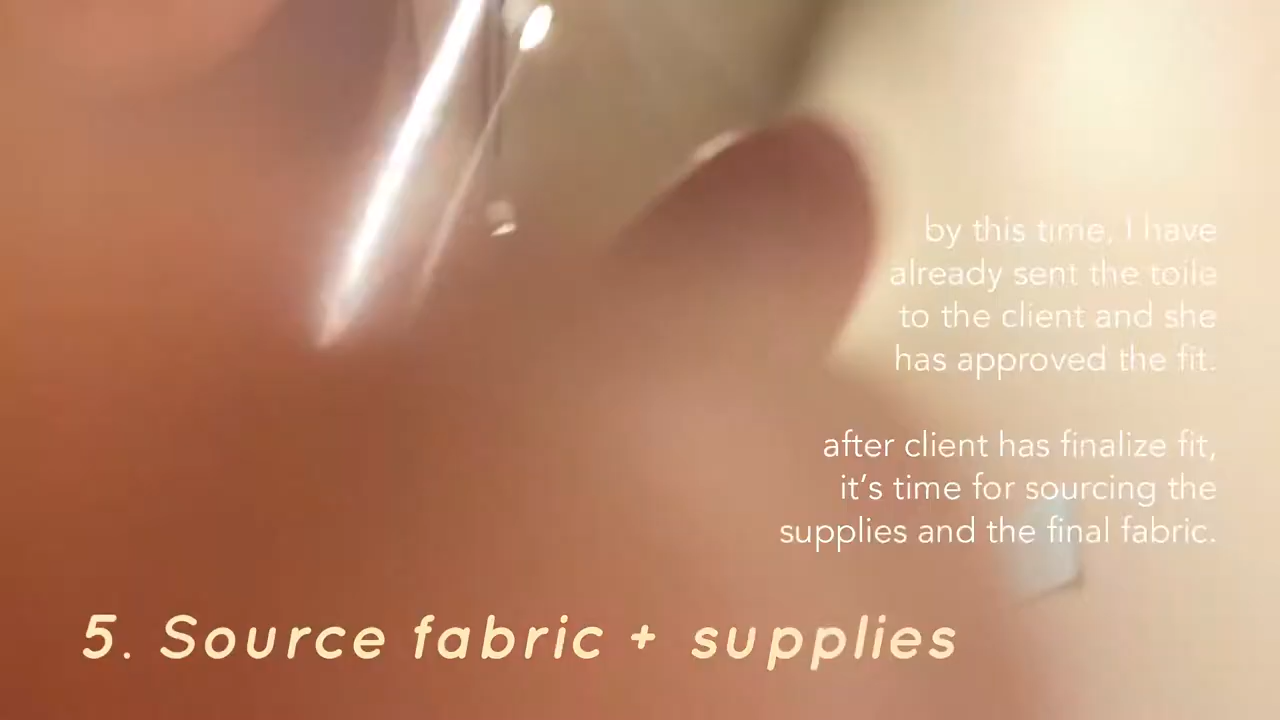 by this time, I have
already sent the toile
to the client and she
has approved the fit.
after client has finalize fit,
it's time for sourcing the
supplies and the final fabric.
5. Source fabric + supplies